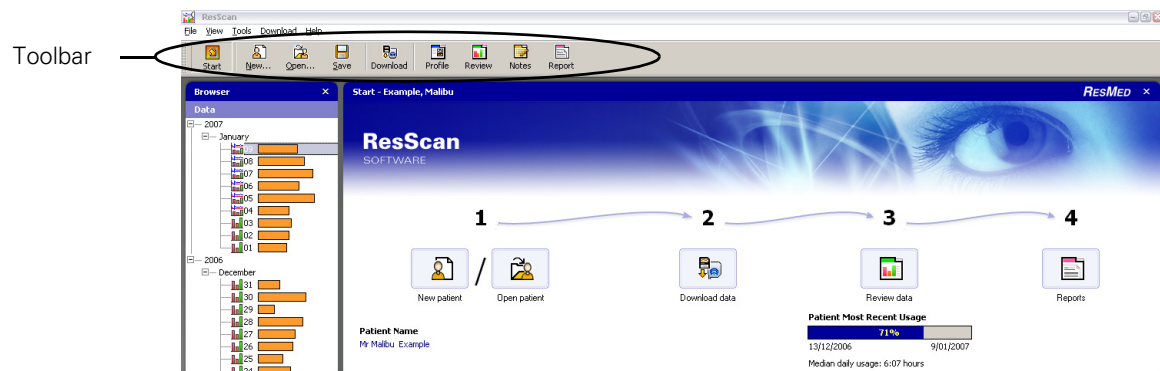 Toolbar
ResScan
File View Tools Download Help
Start New... Open... Save Download Profile Review Notes Report
Browser
Start - Example, Malibu
RESMED
Data
2007
January
08
07
06
05
04
03
02
01
2006
December
31
30
29
28
27
26
25
24
ResScan
SOFTWARE
1 2 3 4
/
New patient Open patient Download data Review data Reports
Patient Name
Mr Malibu Example
Patient Most Recent Usage
71%
13/12/2006 9/01/2007
Median daily usage: 6:07 hours